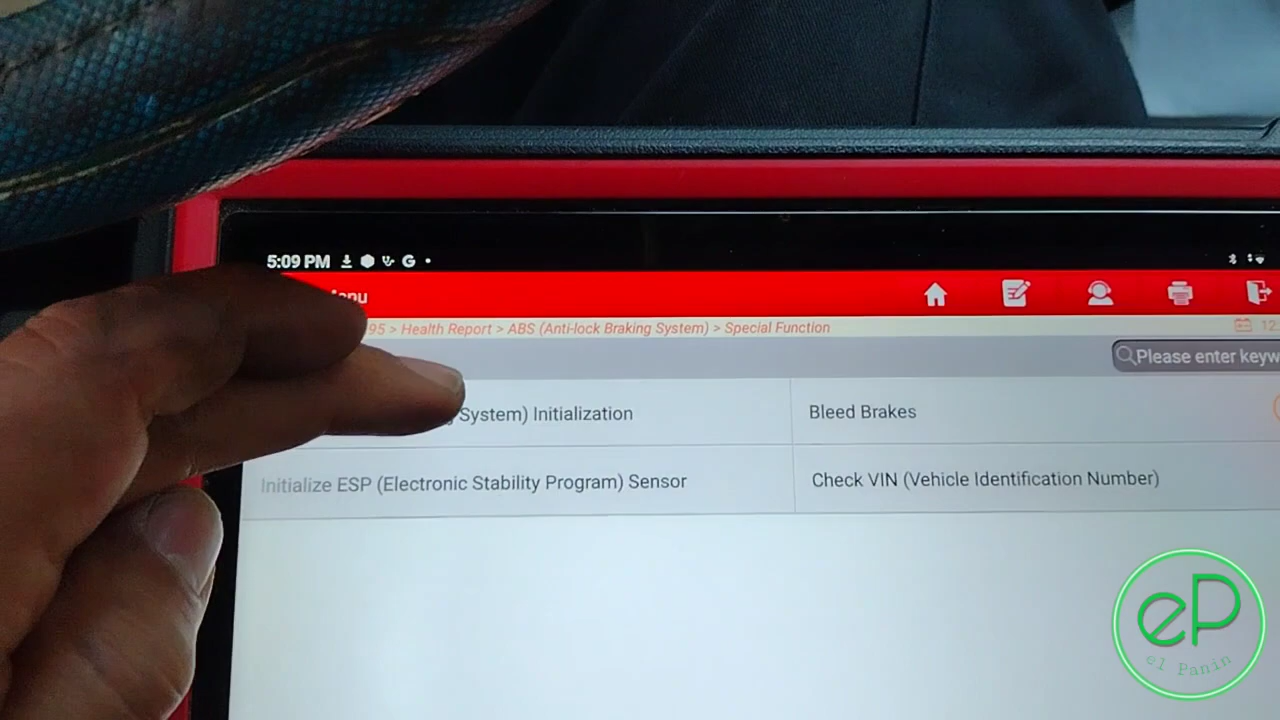 5:09 PM
95 > Health Report > ABS (Anti-lock Braking System) > Special Function
12
Please enter keyw
System) Initialization
Bleed Brakes
Initialize ESP (Electronic Stability Program) Sensor
Check VIN (Vehicle Identification Number)
eP
el Panin